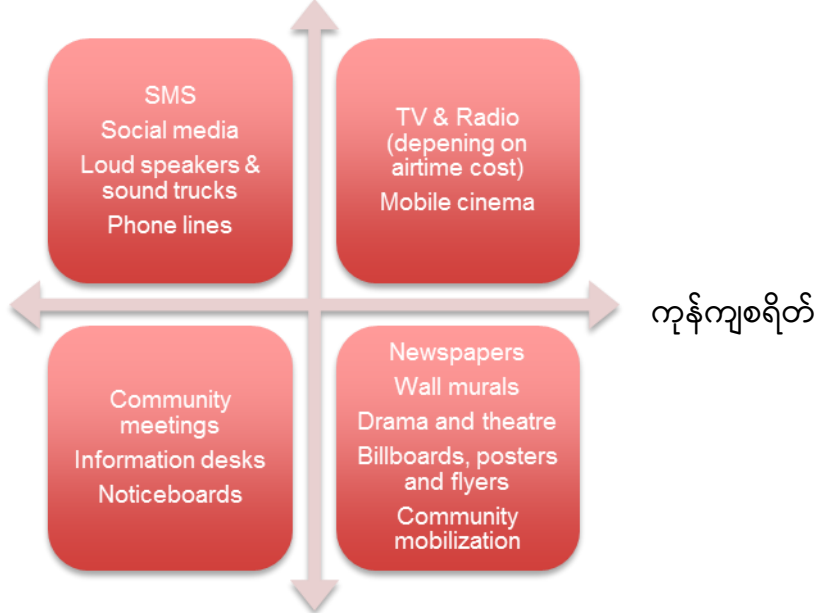 SMS
Social media
Loud speakers &
sound trucks
Phone lines
TV & Radio
(depening on
airtime cost)
Mobile cinema
ကုန်ကျစရိတ်
Community
meetings
Information desks
Noticeboards
Newspapers
Wall murals
Drama and theatre
Billboards, posters
and flyers
Community
mobilization